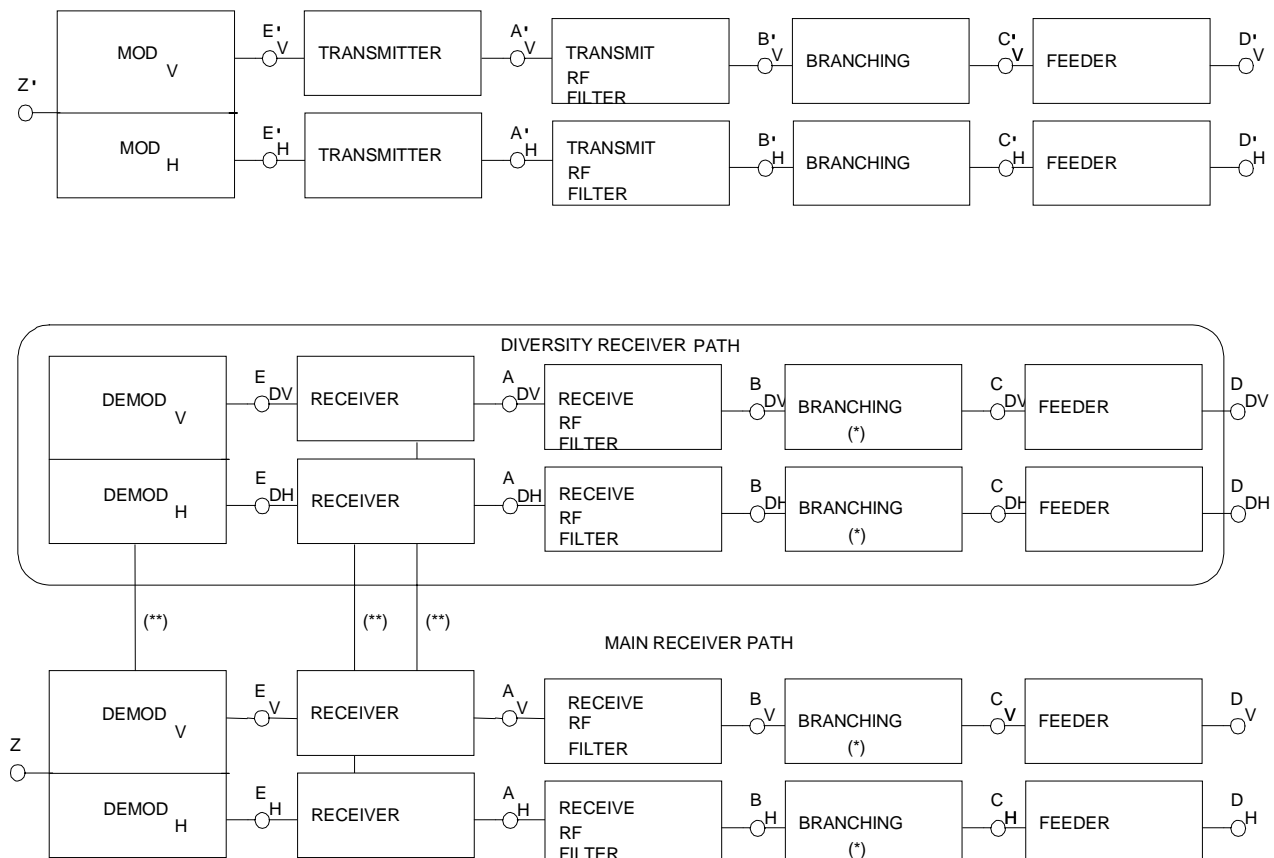 MOD V E'V TRANSMITTER A'V TRANSMIT RF FILTER B'V BRANCHING C'V FEEDER D'V
Z'
MOD H E'H TRANSMITTER A'H TRANSMIT RF FILTER B'H BRANCHING C'H FEEDER D'H
DIVERSITY RECEIVER PATH
DEMOD V E DV RECEIVER A DV RECEIVE RF FILTER B DV BRANCHING (*) C DV FEEDER D DV
DEMOD H E DH RECEIVER A DH RECEIVE RF FILTER B DH BRANCHING (*) C DH FEEDER D DH
(**) (**) (**)
MAIN RECEIVER PATH
DEMOD V E V RECEIVER A V RECEIVE RF FILTER B V BRANCHING (*) C V FEEDER D V
Z
DEMOD H E H RECEIVER A H RECEIVE RF FILTER B H BRANCHING (*) C H FEEDER D H